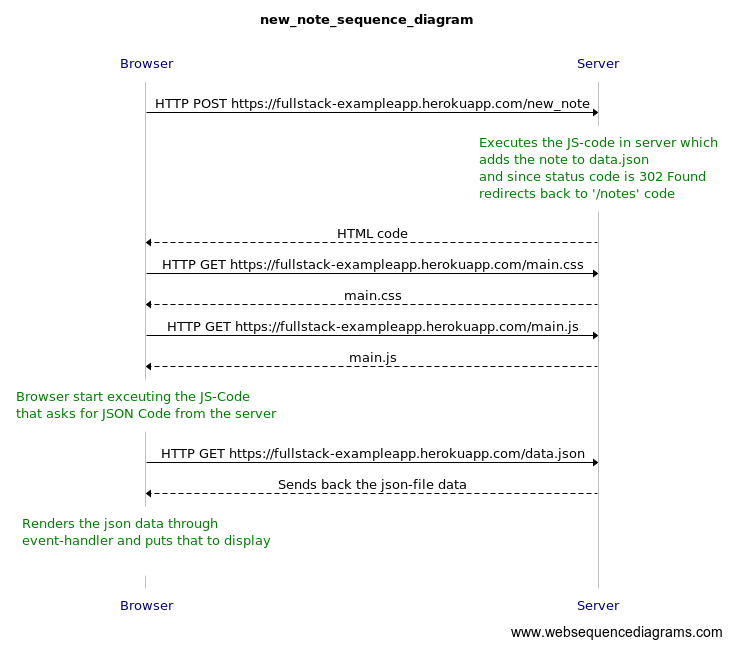 new_note_sequence_diagram
Browser
Server
HTTP POST https://fullstack-exampleapp.herokuapp.com/new_note
Executes the JS-code in server which
adds the note to data.json
and since status code is 302 Found
redirects back to '/notes' code
HTML code
HTTP GET https://fullstack-exampleapp.herokuapp.com/main.css
main.css
HTTP GET https://fullstack-exampleapp.herokuapp.com/main.js
main.js
Browser start exceuting the JS-Code
that asks for JSON Code from the server
HTTP GET https://fullstack-exampleapp.herokuapp.com/data.json
Sends back the json-file data
Renders the json data through
event-handler and puts that to display
Browser
Server
www.websequencediagrams.com